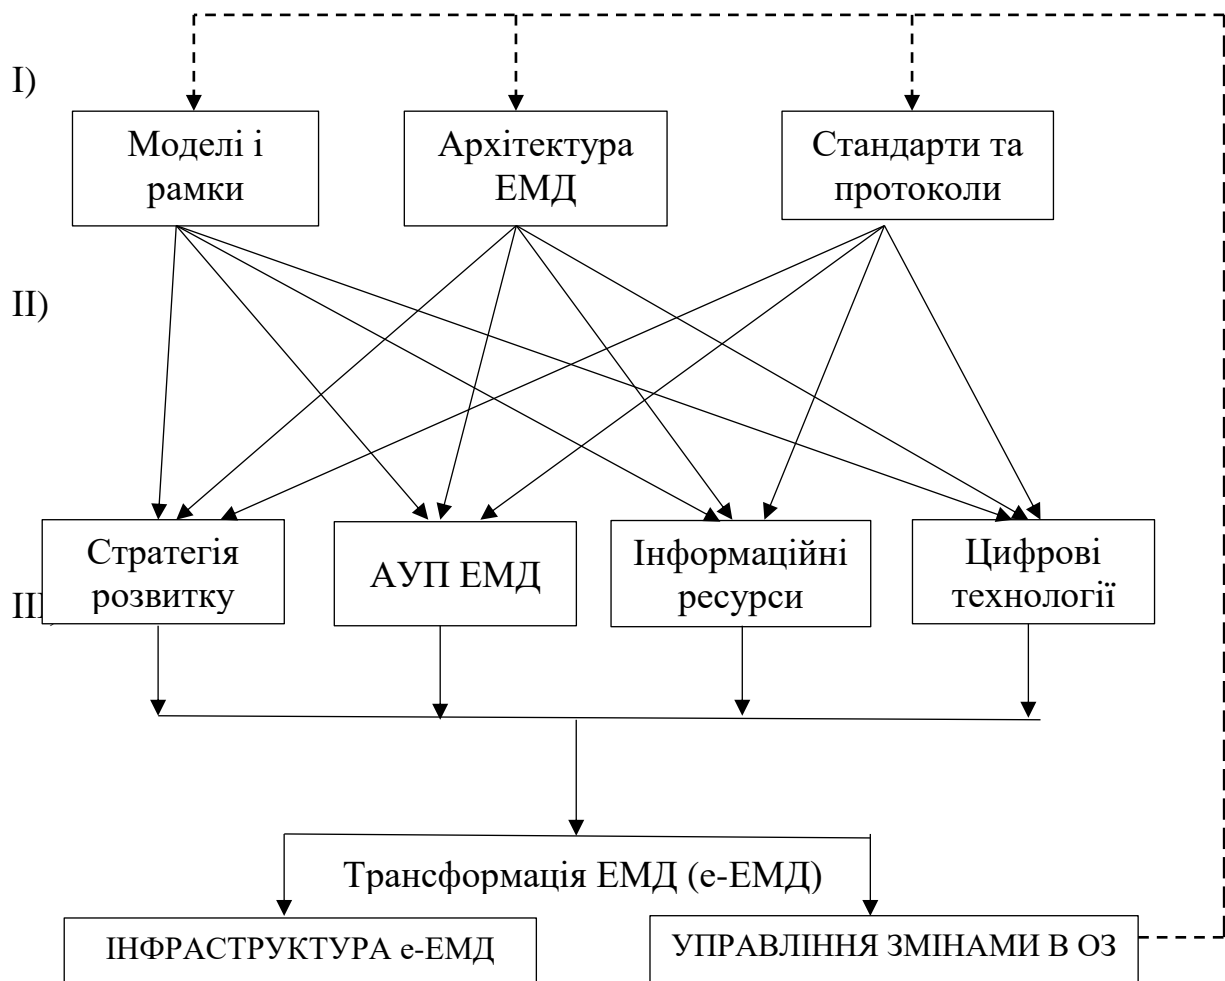 I)
Моделі і
рамки
Архітектура
ЕМД
Стандарти та
протоколи
II)
Стратегія
розвитку
АУП ЕМД
Інформаційні
ресурси
Цифрові
технології
III)
Трансформація ЕМД (е-ЕМД)
ІНФРАСТРУКТУРА е-ЕМД
УПРАВЛІННЯ ЗМІНАМИ В ОЗ